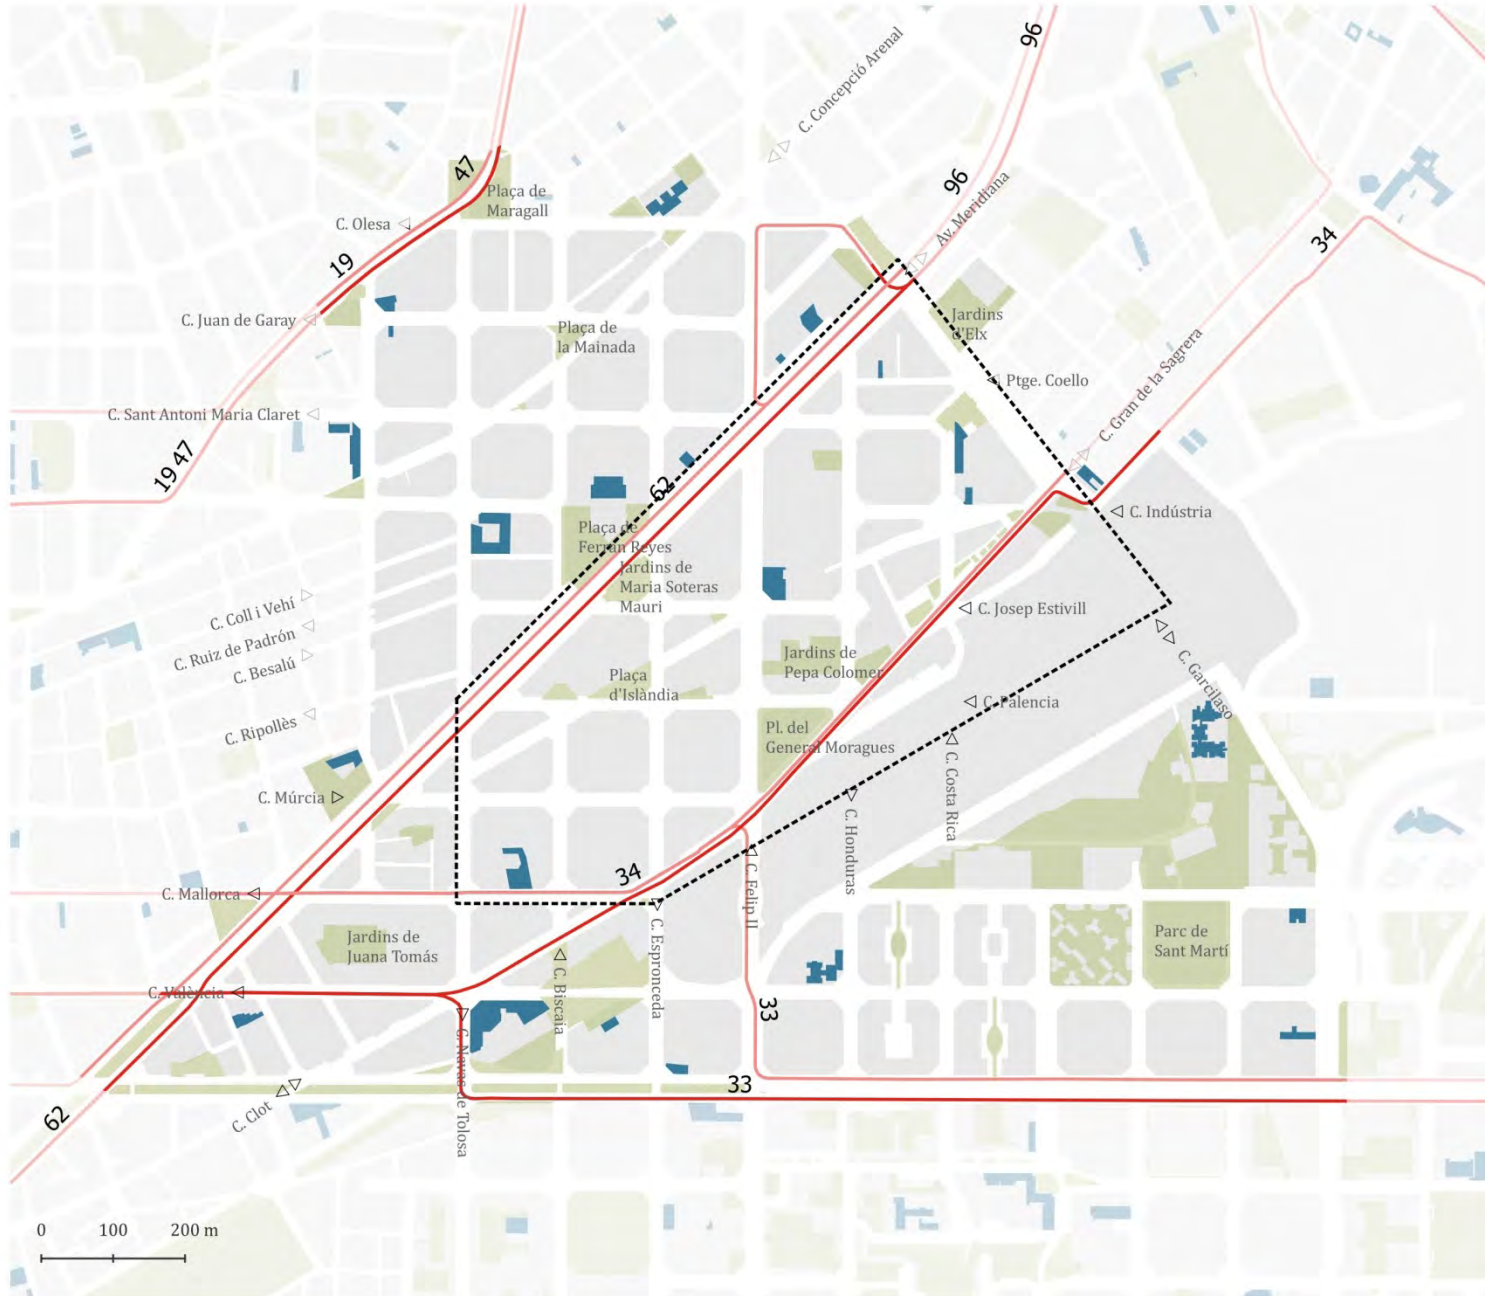 96
C. Concepció Arenal
47
96
Plaça de
Maragall
Av. Meridiana
C. Olesa
34
19
C. Juan de Garay
Plaça de
la Mainada
Jardins
d'Elx
Ptge. Coello
C. Gran de la Sagrera
C. Sant Antoni Maria Claret
19 47
62
C. Indústria
Plaça de
Ferran Reyes
Jardins de
Maria Soteras
Mauri
C. Josep Estivill
C. Coll i Vehí
C. Ruiz de Padrón
C. Besalú
Jardins de
Pepa Colomer
Plaça
d'Islàndia
C. Garcilaso
C. Palencia
C. Ripollès
Pl. del
General Moragues
C. Costa Rica
C. Múrcia
C. Honduras
34
C. Felip II
C. Mallorca
C. Espronceda
Jardins de
Juana Tomás
Parc de
Sant Martí
C. Biscaia
C. València
33
C. Navas de Tolosa
33
62
C. Clot
0 100 200 m